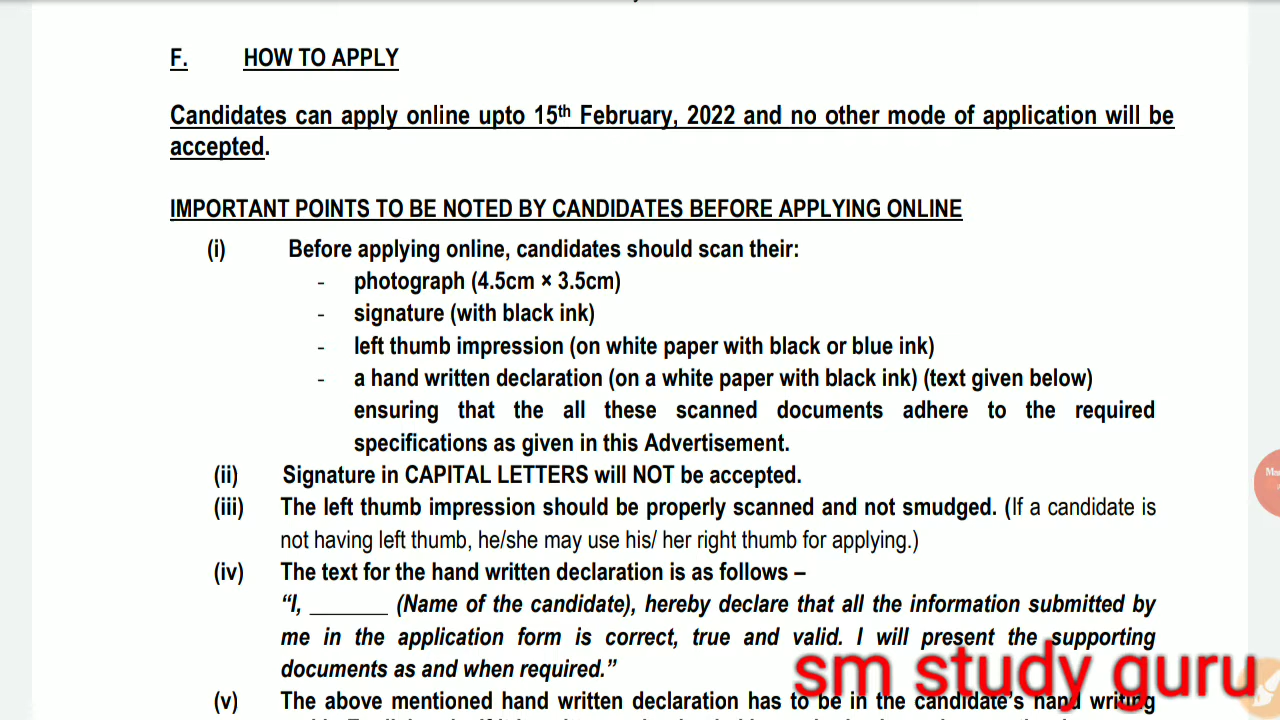 F. HOW TO APPLY
Candidates can apply online upto 15th February, 2022 and no other mode of application will be
accepted.
IMPORTANT POINTS TO BE NOTED BY CANDIDATES BEFORE APPLYING ONLINE
(i) Before applying online, candidates should scan their:
- photograph (4.5cm × 3.5cm)
- signature (with black ink)
- left thumb impression (on white paper with black or blue ink)
- a hand written declaration (on a white paper with black ink) (text given below)
ensuring that the all these scanned documents adhere to the required
specifications as given in this Advertisement.
(ii) Signature in CAPITAL LETTERS will NOT be accepted.
(iii) The left thumb impression should be properly scanned and not smudged. (If a candidate is
not having left thumb, he/she may use his/ her right thumb for applying.)
(iv) The text for the hand written declaration is as follows –
“I, _______ (Name of the candidate), hereby declare that all the information submitted by
me in the application form is correct, true and valid. I will present the supporting
documents as and when required.”
sm study guru
(v) The above mentioned hand written declaration has to be in the candidate’s hand writing